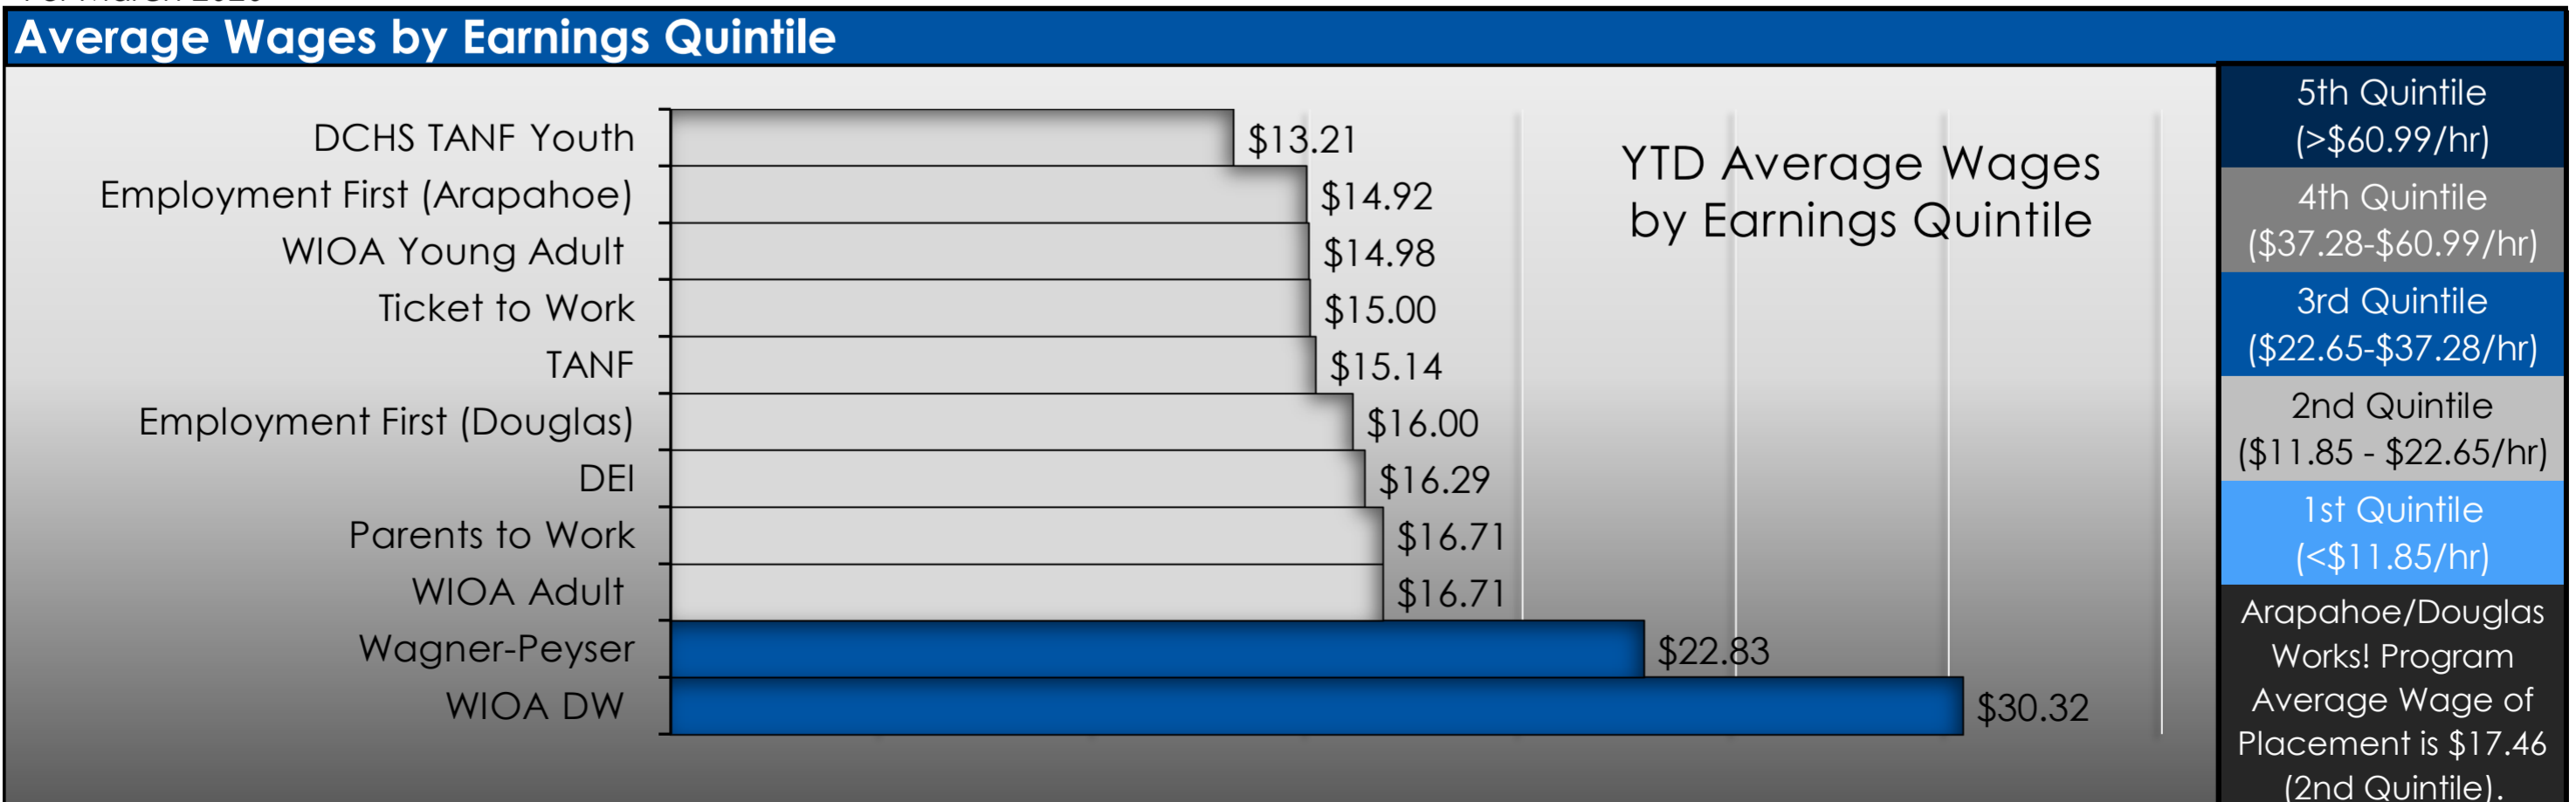 Average Wages by Earnings Quintile
YTD Average Wages
by Earnings Quintile
DCHS TANF Youth $13.21
Employment First (Arapahoe) $14.92
WIOA Young Adult $14.98
Ticket to Work $15.00
TANF $15.14
Employment First (Douglas) $16.00
DEI $16.29
Parents to Work $16.71
WIOA Adult $16.71
Wagner-Peyser $22.83
WIOA DW $30.32
5th Quintile
(>$60.99/hr)
4th Quintile
($37.28-$60.99/hr)
3rd Quintile
($22.65-$37.28/hr)
2nd Quintile
($11.85 - $22.65/hr)
1st Quintile
(<$11.85/hr)
Arapahoe/Douglas
Works! Program
Average Wage of
Placement is $17.46
(2nd Quintile).